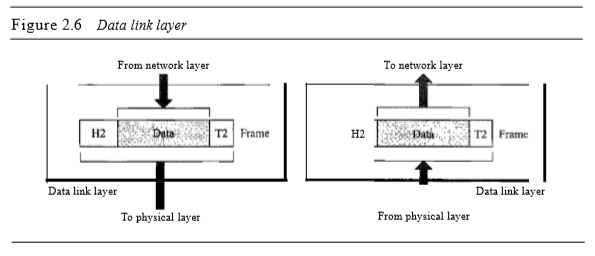 Figure 2.6 Data link layer
From network layer
To network layer
H2 Data T2 Frame
H2 Data T2 Frame
Data link layer
Data link layer
To physical layer
From physical layer